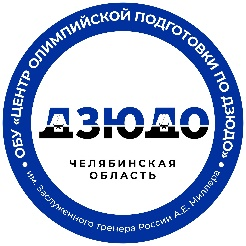 ОБУ «ЦЕНТР ОЛИМПИЙСКОЙ ПОДГОТОВКИ ПО ДЗЮДО»
ДЗЮДО
ЧЕЛЯБИНСКАЯ
ОБЛАСТЬ
им. Заслуженного тренера России А.Е. Миллера